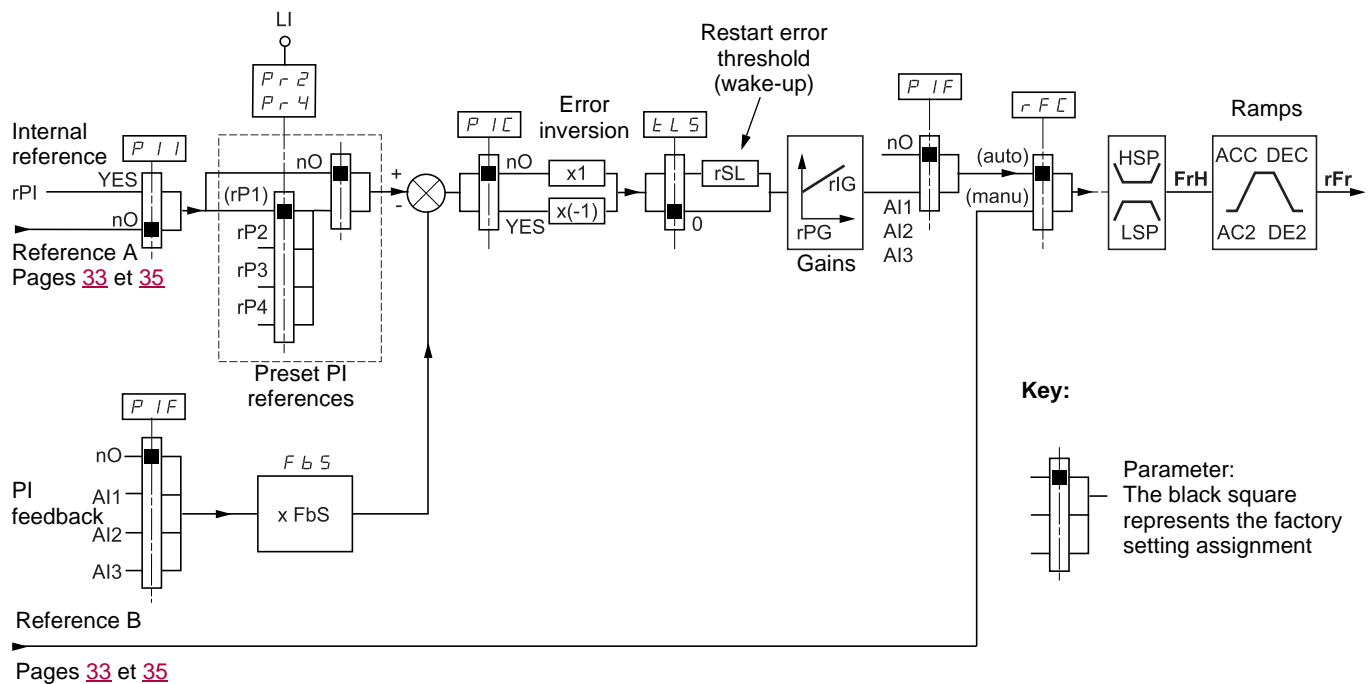 LI
Pr2
Pr4
Internal
reference
PII
YES
rPI
nO
Reference A
Pages 33 et 35
nO
(rP1)
rP2
rP3
rP4
Preset PI
references
+
-
PIC
nO
YES
Error
inversion
x1
x(-1)
tLS
0
Restart error
threshold
(wake-up)
rSL
rIG
rPG
Gains
PIF
nO
AI1
AI2
AI3
rFC
(auto)
(manu)
HSP
LSP
FrH
Ramps
ACC DEC
AC2 DE2
rFr
PIF
nO
PI
feedback
AI1
AI2
AI3
FbS
x FbS
Key:
Parameter:
The black square
represents the factory
setting assignment
Reference B
Pages 33 et 35